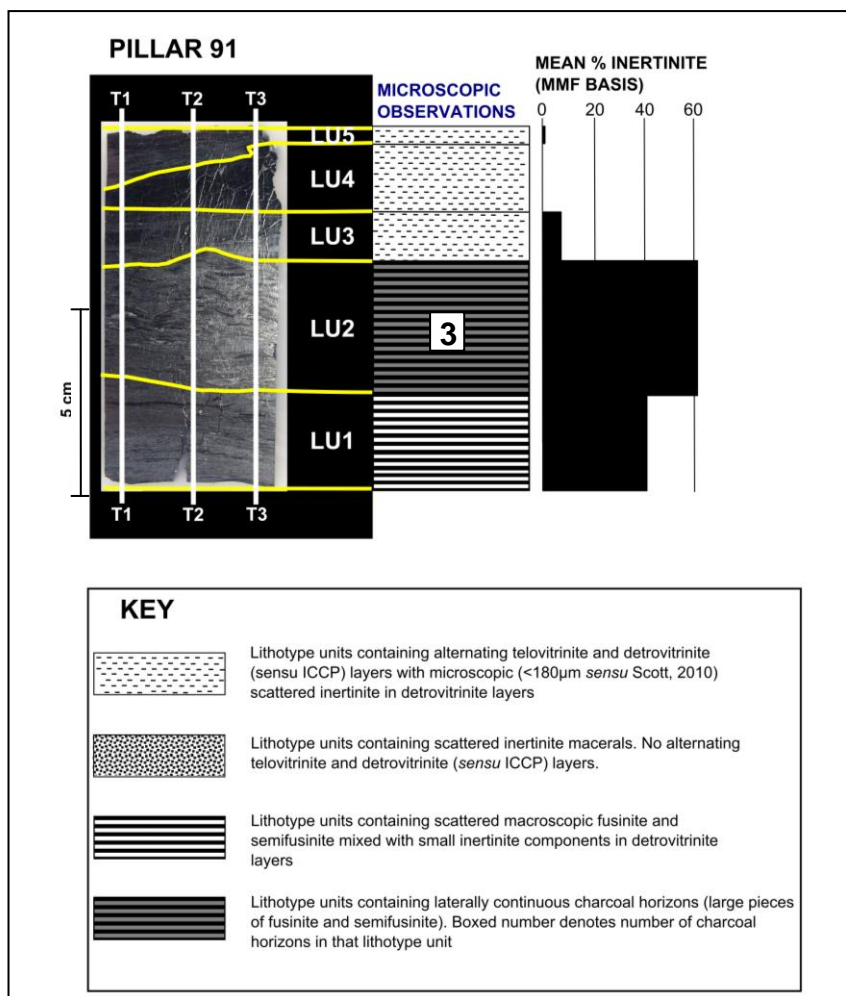 PILLAR 91
MEAN % INERTINITE
(MMF BASIS)
MICROSCOPIC
OBSERVATIONS
0 20 40 60
T1 T2 T3
LU5
LU4
LU3
LU2
3
LU1
5 cm
T1 T2 T3
KEY
Lithotype units containing alternating telovitrinite and detrovitrinite
(sensu ICCP) layers with microscopic (<180µm sensu Scott, 2010)
scattered inertinite in detrovitrinite layers
Lithotype units containing scattered inertinite macerals. No alternating
telovitrinite and detrovitrinite (sensu ICCP) layers.
Lithotype units containing scattered macroscopic fusinite and
semifusinite mixed with small inertinite components in detrovitrinite
layers
Lithotype units containing laterally continuous charcoal horizons (large pieces
of fusinite and semifusinite). Boxed number denotes number of charcoal
horizons in that lithotype unit